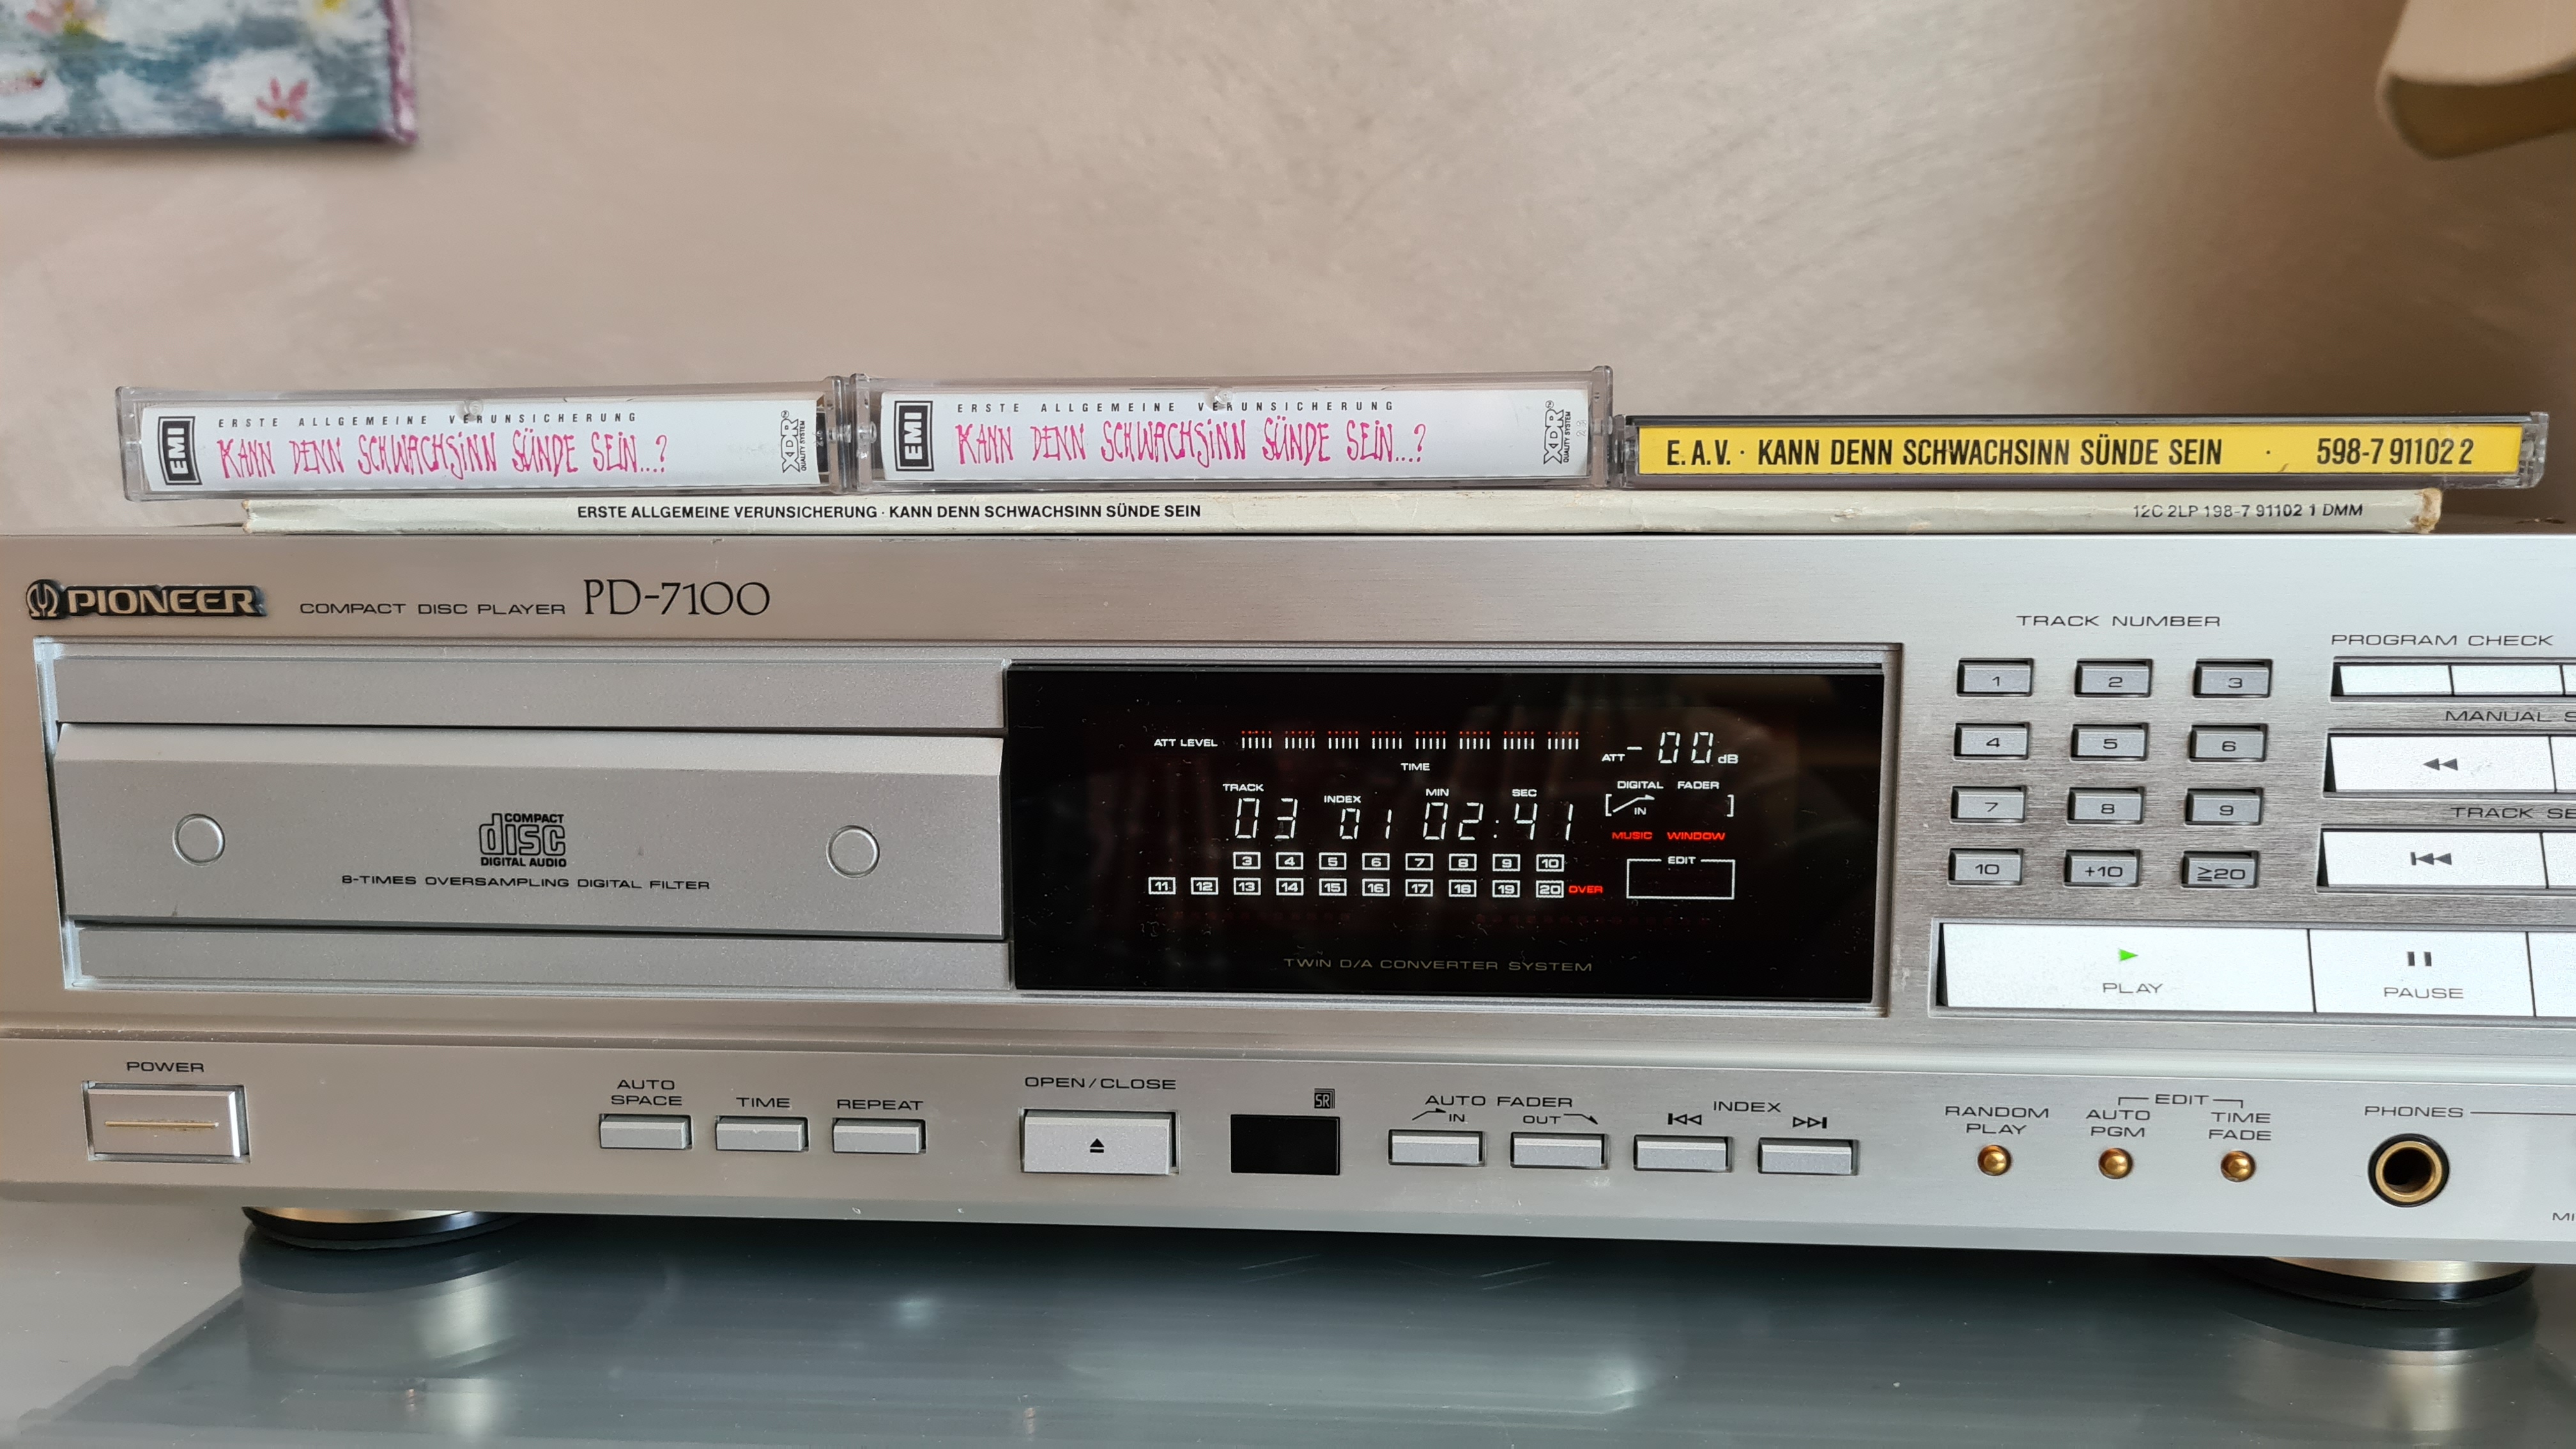 EMI
ERSTE ALLGEMEINE VERUNSICHERUNG
KANN DENN SCHWACHSINN SÜNDE SEIN...?
XDR
QUALITY SYSTEM
EMI
ERSTE ALLGEMEINE VERUNSICHERUNG
KANN DENN SCHWACHSINN SÜNDE SEIN...?
XDR
QUALITY SYSTEM
E.A.V. · KANN DENN SCHWACHSINN SÜNDE SEIN · 598-7 91102 2
ERSTE ALLGEMEINE VERUNSICHERUNG · KANN DENN SCHWACHSINN SÜNDE SEIN 12C 2LP 198-7 91102 1 DMM
PIONEER COMPACT DISC PLAYER PD-7100
COMPACT
disc
DIGITAL AUDIO
8-TIMES OVERSAMPLING DIGITAL FILTER
ATT LEVEL
ATT -00 dB
TIME
TRACK INDEX MIN SEC
03 01 02:41
DIGITAL FADER
IN
MUSIC WINDOW
3 4 5 6 7 8 9 10
11 12 13 14 15 16 17 18 19 20 OVER
EDIT
TWIN D/A CONVERTER SYSTEM
TRACK NUMBER
1 2 3
4 5 6
7 8 9
10 +10 ≧20
PROGRAM CHECK
MANUAL
TRACK
PLAY
PAUSE
POWER
AUTO
SPACE
TIME
REPEAT
OPEN/CLOSE
SR
AUTO FADER
IN OUT
INDEX
RANDOM
PLAY
EDIT
AUTO
PGM
TIME
FADE
PHONES